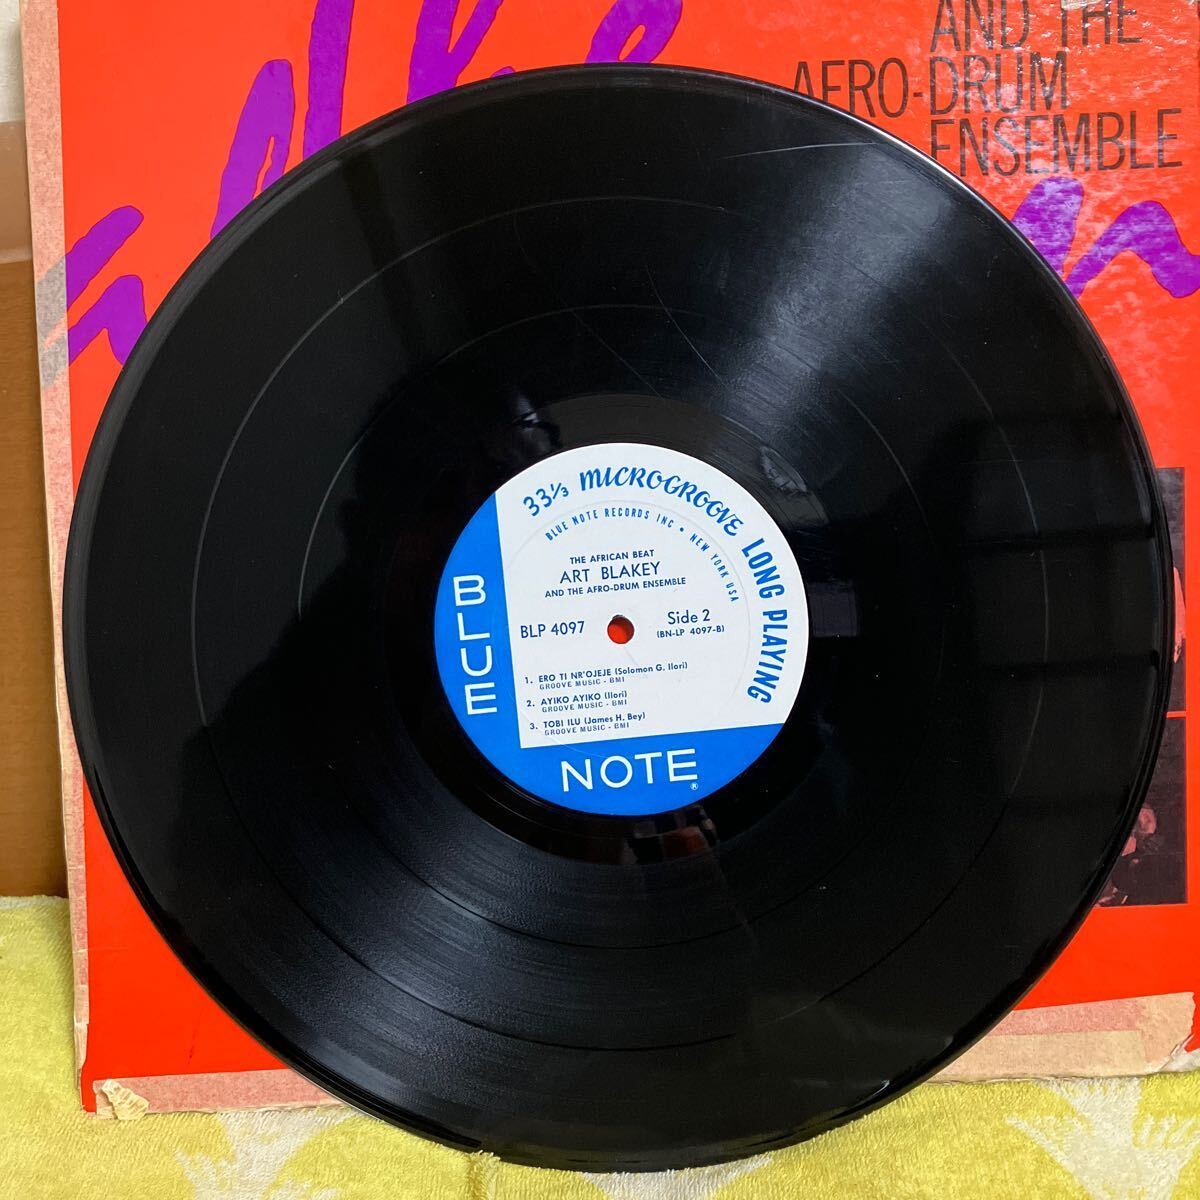 AND THE
AFRO-DRUM
ENSEMBLE
33⅓ MICROGROOVE LONG PLAYING
BLUE NOTE RECORDS INC • NEW YORK USA
THE AFRICAN BEAT
ART BLAKEY
AND THE AFRO-DRUM ENSEMBLE
BLP 4097
Side 2
(BN-LP 4097-B)
1. ERO TI NR'OJEJE (Solomon G. Ilori)
GROOVE MUSIC - BMI
2. AYIKO AYIKO (Ilori)
GROOVE MUSIC - BMI
3. TOBI ILU (James H. Bey)
GROOVE MUSIC - BMI
BLUE
NOTE®